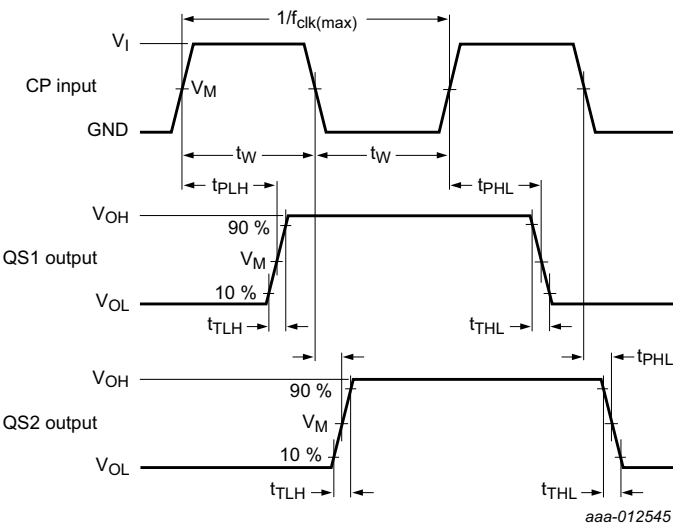 1/fclk(max)
VI
CP input
VM
GND
tW
tW
tPLH
tPHL
VOH
90 %
QS1 output
VM
10 %
VOL
tTLH
tTHL
tPHL
VOH
90 %
QS2 output
VM
10 %
VOL
tTLH
tTHL
aaa-012545